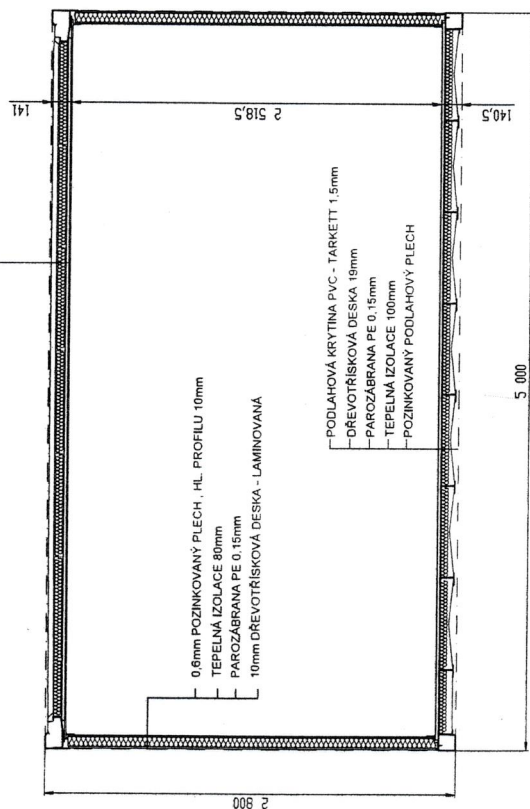 0,6mm POZINKOVANÝ PLECH , HL. PROFILU 10mm
TEPELNÁ IZOLACE 80mm
PAROZÁBRANA PE 0,15mm
10mm DŘEVOTŘÍSKOVÁ DESKA - LAMINOVANÁ
PODLAHOVÁ KRYTINA PVC - TARKETT 1,5mm
DŘEVOTŘÍSKOVÁ DESKA 19mm
PAROZÁBRANA PE 0,15mm
TEPELNÁ IZOLACE 100mm
POZINKOVANÝ PODLAHOVÝ PLECH
141
2 518,5
140,5
2 800
5 000